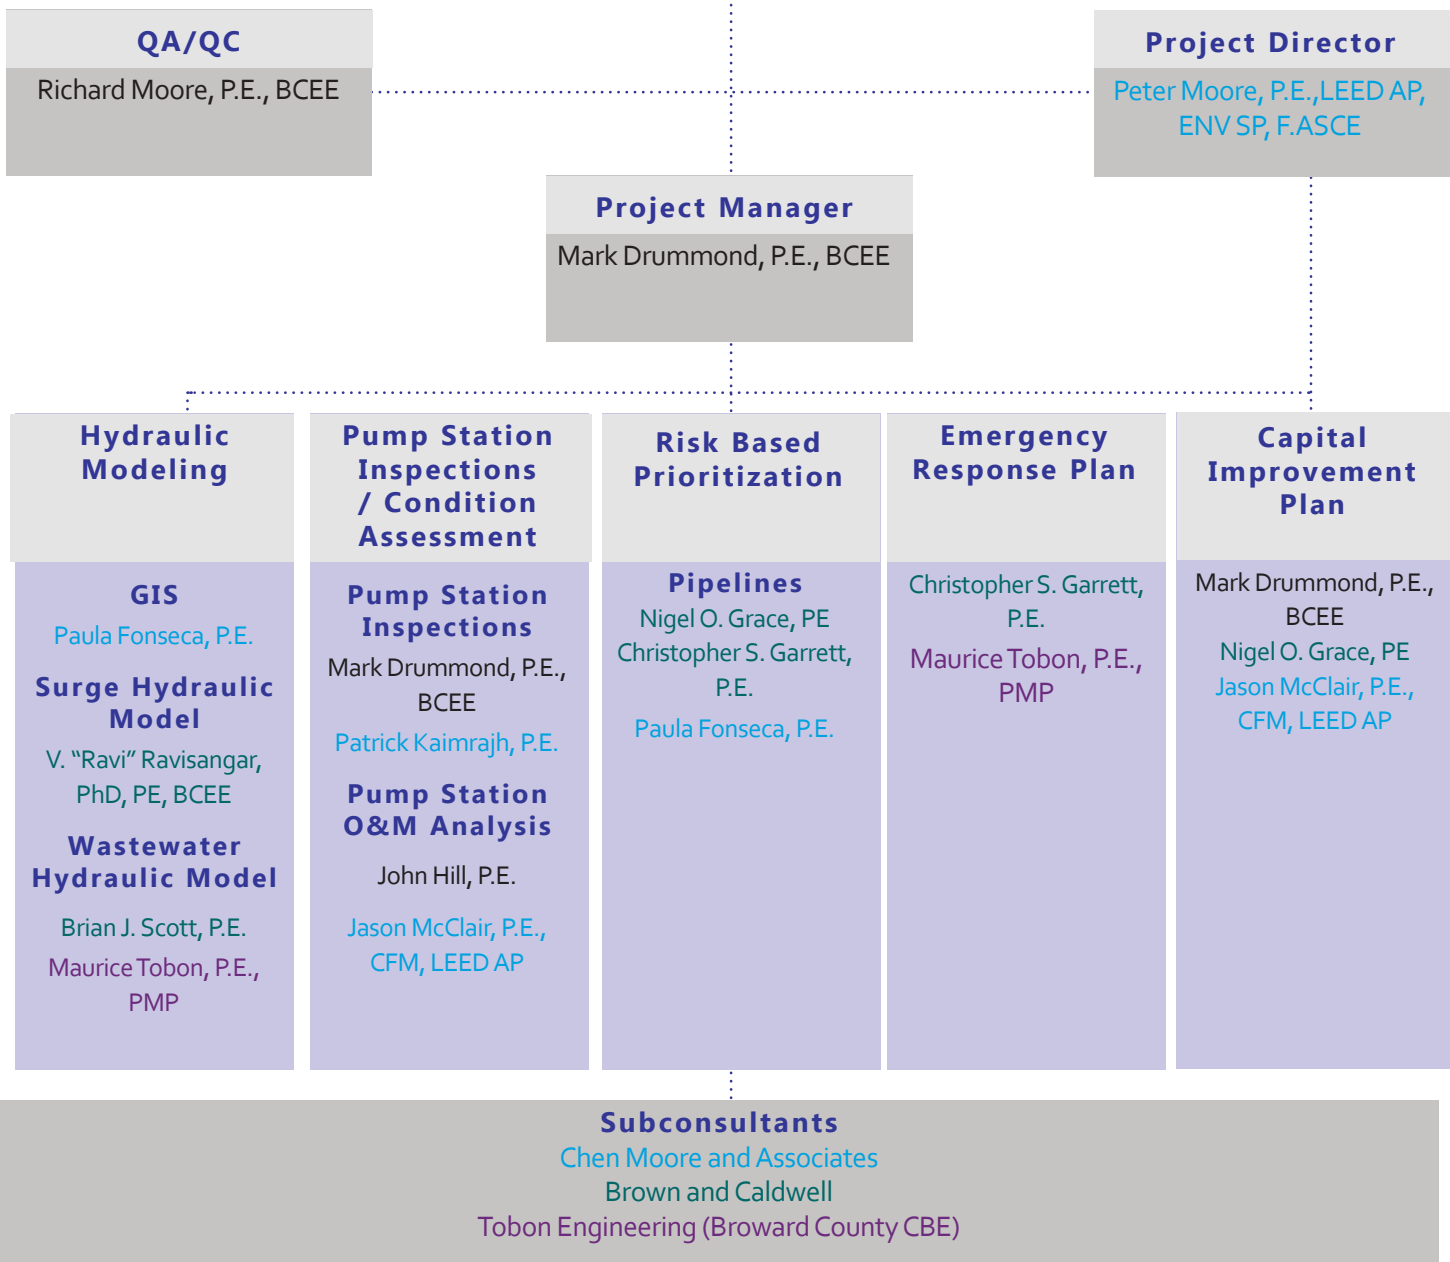 QA/QC
Richard Moore, P.E., BCEE
Project Director
Peter Moore, P.E.,LEED AP,
ENV SP, F.ASCE
Project Manager
Mark Drummond, P.E., BCEE
Hydraulic
Modeling
GIS
Paula Fonseca, P.E.
Surge Hydraulic
Model
V. “Ravi” Ravisangar,
PhD, PE, BCEE
Wastewater
Hydraulic Model
Brian J. Scott, P.E.
Maurice Tobon, P.E.,
PMP
Pump Station
Inspections
/ Condition
Assessment
Pump Station
Inspections
Mark Drummond, P.E.,
BCEE
Patrick Kaimrajh, P.E.
Pump Station
O&M Analysis
John Hill, P.E.
Jason McClair, P.E.,
CFM, LEED AP
Risk Based
Prioritization
Pipelines
Nigel O. Grace, PE
Christopher S. Garrett,
P.E.
Paula Fonseca, P.E.
Emergency
Response Plan
Christopher S. Garrett,
P.E.
Maurice Tobon, P.E.,
PMP
Capital
Improvement
Plan
Mark Drummond, P.E.,
BCEE
Nigel O. Grace, PE
Jason McClair, P.E.,
CFM, LEED AP
Subconsultants
Chen Moore and Associates
Brown and Caldwell
Tobon Engineering (Broward County CBE)